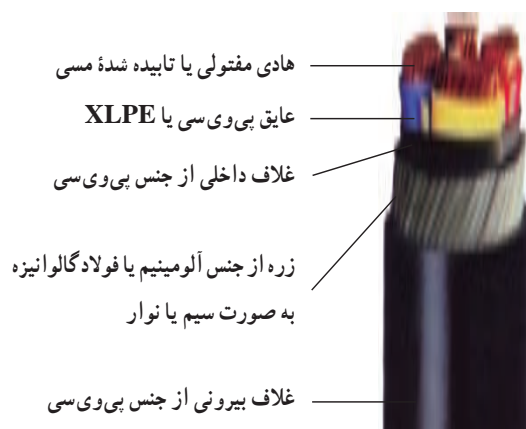 هادی مفتولی یا تابیده شدهٔ مسی
عایق پی‌وی‌سی یا XLPE
غلاف داخلی از جنس پی‌وی‌سی
زره از جنس آلومینیم یا فولاد گالوانیزه
به صورت سیم یا نوار
غلاف بیرونی از جنس پی‌وی‌سی